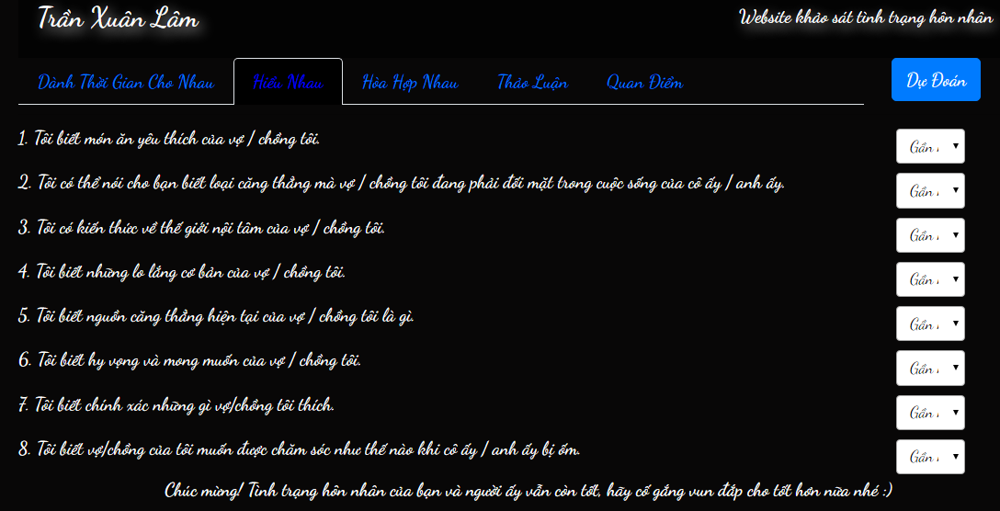 Trần Xuân Lâm
Website khảo sát tình trạng hôn nhân
Dành Thời Gian Cho Nhau
Hiểu Nhau
Hòa Hợp Nhau
Thảo Luận
Quan Điểm
Dự Đoán
1. Tôi biết món ăn yêu thích của vợ / chồng tôi.
Gần
2. Tôi có thể nói cho bạn biết loại căng thẳng mà vợ / chồng tôi đang phải đối mặt trong cuộc sống của cô ấy / anh ấy.
Gần
3. Tôi có kiến thức về thế giới nội tâm của vợ / chồng tôi.
Gần
4. Tôi biết những lo lắng cơ bản của vợ / chồng tôi.
Gần
5. Tôi biết nguồn căng thẳng hiện tại của vợ / chồng tôi là gì.
Gần
6. Tôi biết hy vọng và mong muốn của vợ / chồng tôi.
Gần
7. Tôi biết chính xác những gì vợ/chồng tôi thích.
Gần
8. Tôi biết vợ/chồng của tôi muốn được chăm sóc như thế nào khi cô ấy / anh ấy bị ốm.
Gần
Chúc mừng! Tình trạng hôn nhân của bạn và người ấy vẫn còn tốt, hãy cố gắng vun đắp cho tốt hơn nữa nhé :)